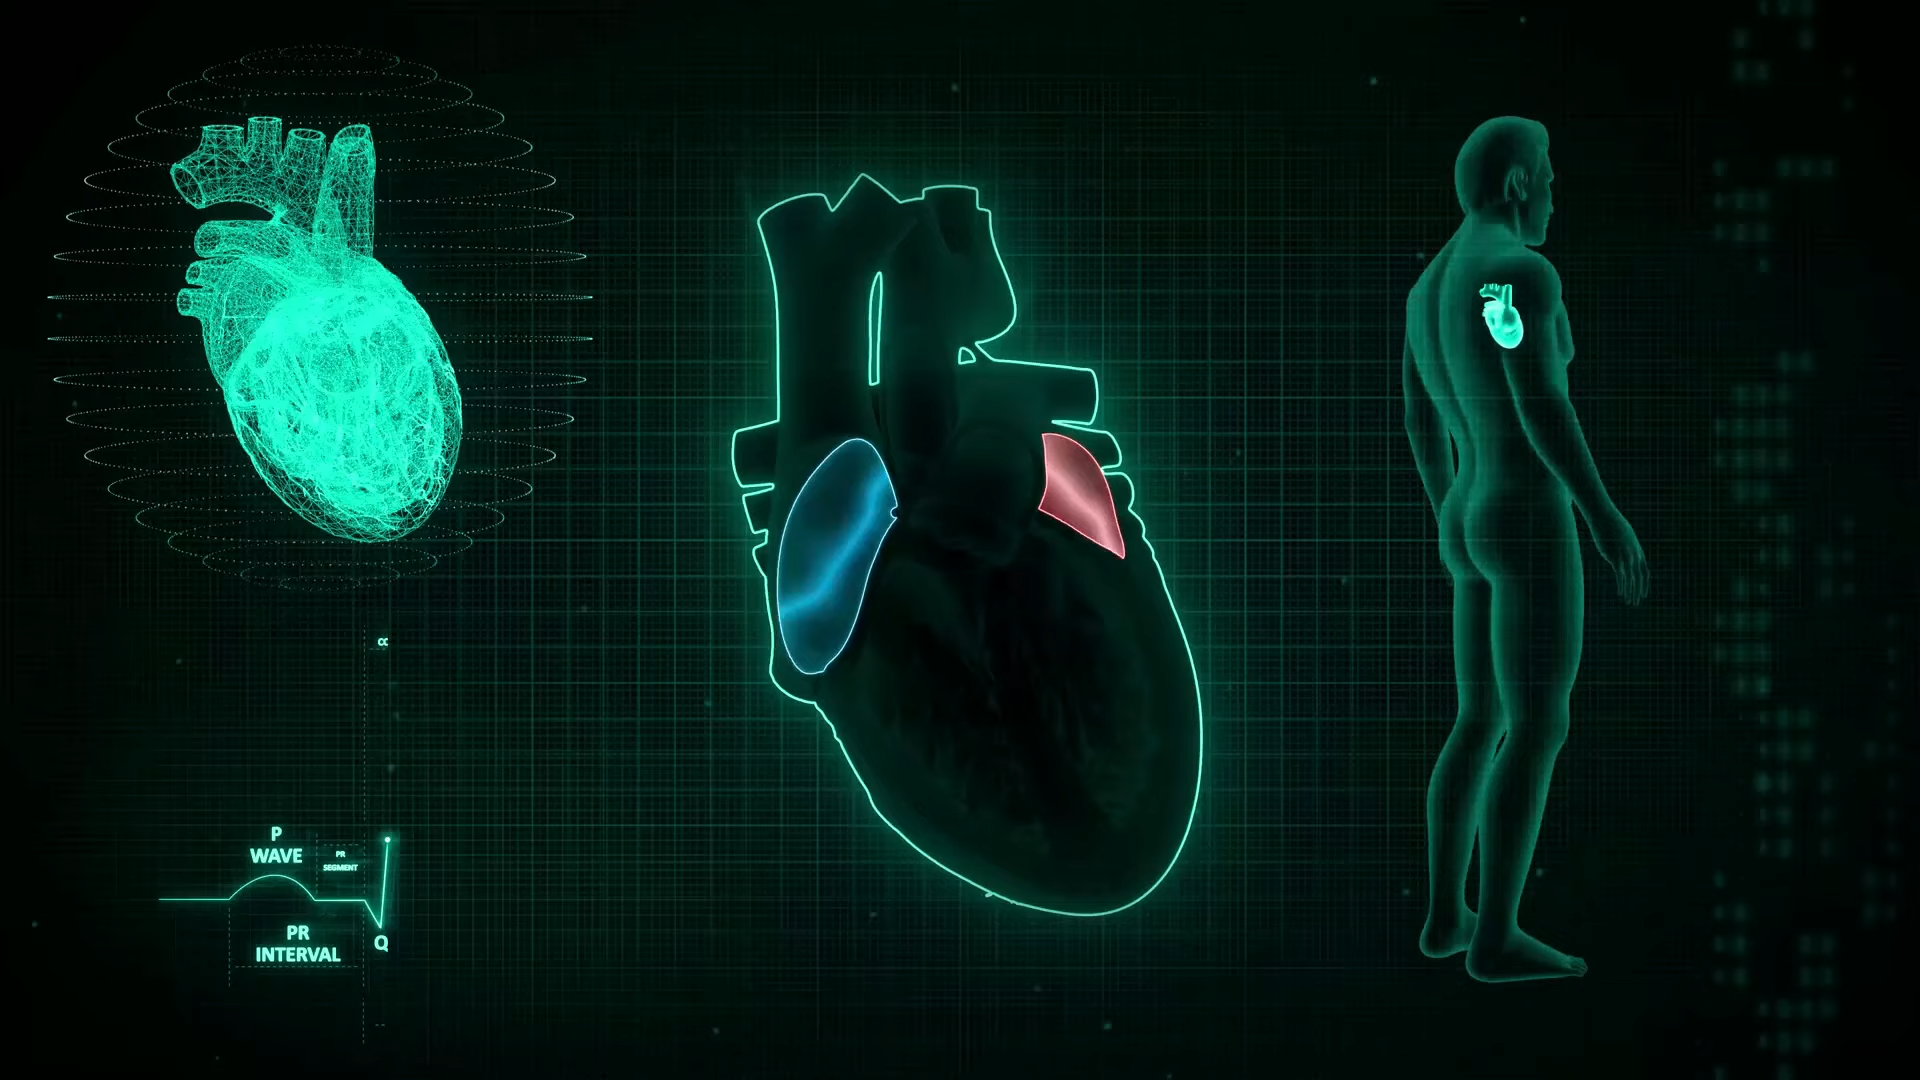 P
WAVE
PR
SEGMENT
PR
INTERVAL
Q